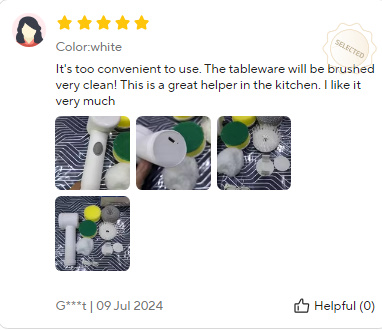 SELECTED
Color:white
It's too convenient to use. The tableware will be brushed
very clean! This is a great helper in the kitchen. I like it
very much
G***t | 09 Jul 2024
Helpful (0)